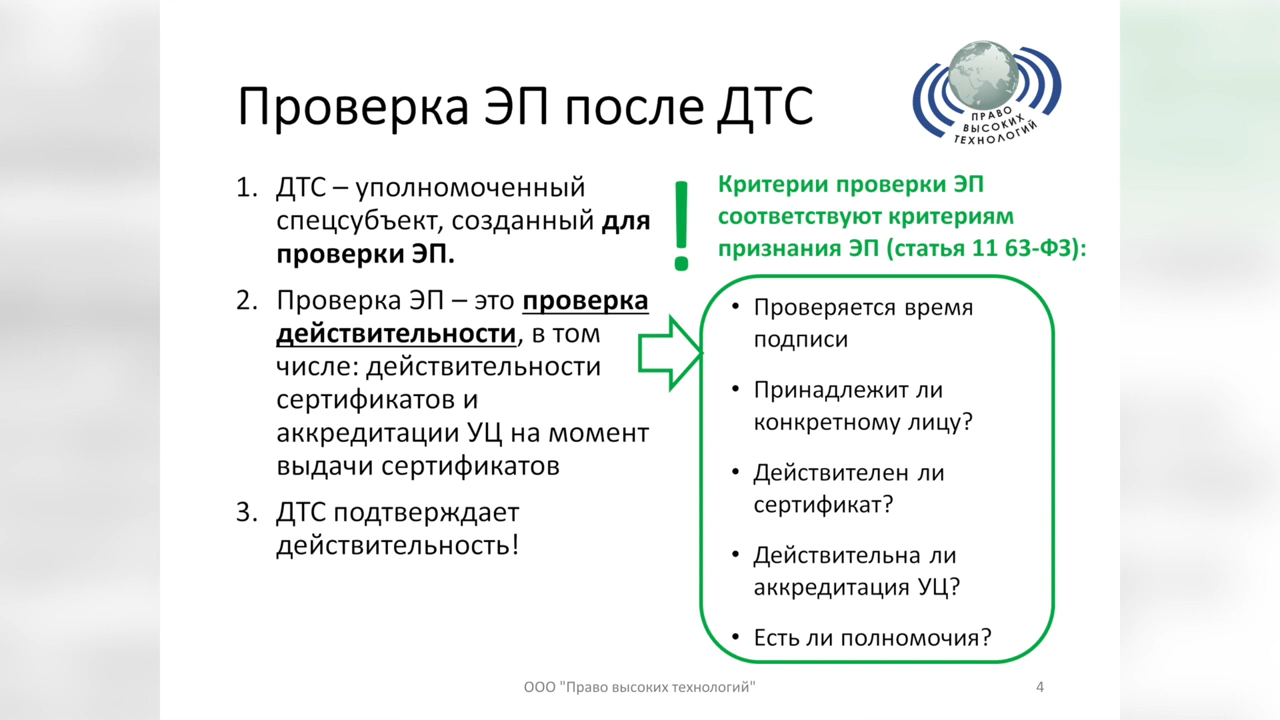 Проверка ЭП после ДТС
ПРАВО
ВЫСОКИХ
ТЕХНОЛОГИЙ
1. ДТС – уполномоченный
спецсубъект, созданный для
проверки ЭП.
2. Проверка ЭП – это проверка
действительности, в том
числе: действительности
сертификатов и
аккредитации УЦ на момент
выдачи сертификатов
3. ДТС подтверждает
действительность!
!
Критерии проверки ЭП
соответствуют критериям
признания ЭП (статья 11 63-ФЗ):
• Проверяется время
подписи
• Принадлежит ли
конкретному лицу?
• Действителен ли
сертификат?
• Действительна ли
аккредитация УЦ?
• Есть ли полномочия?
ООО "Право высоких технологий"
4